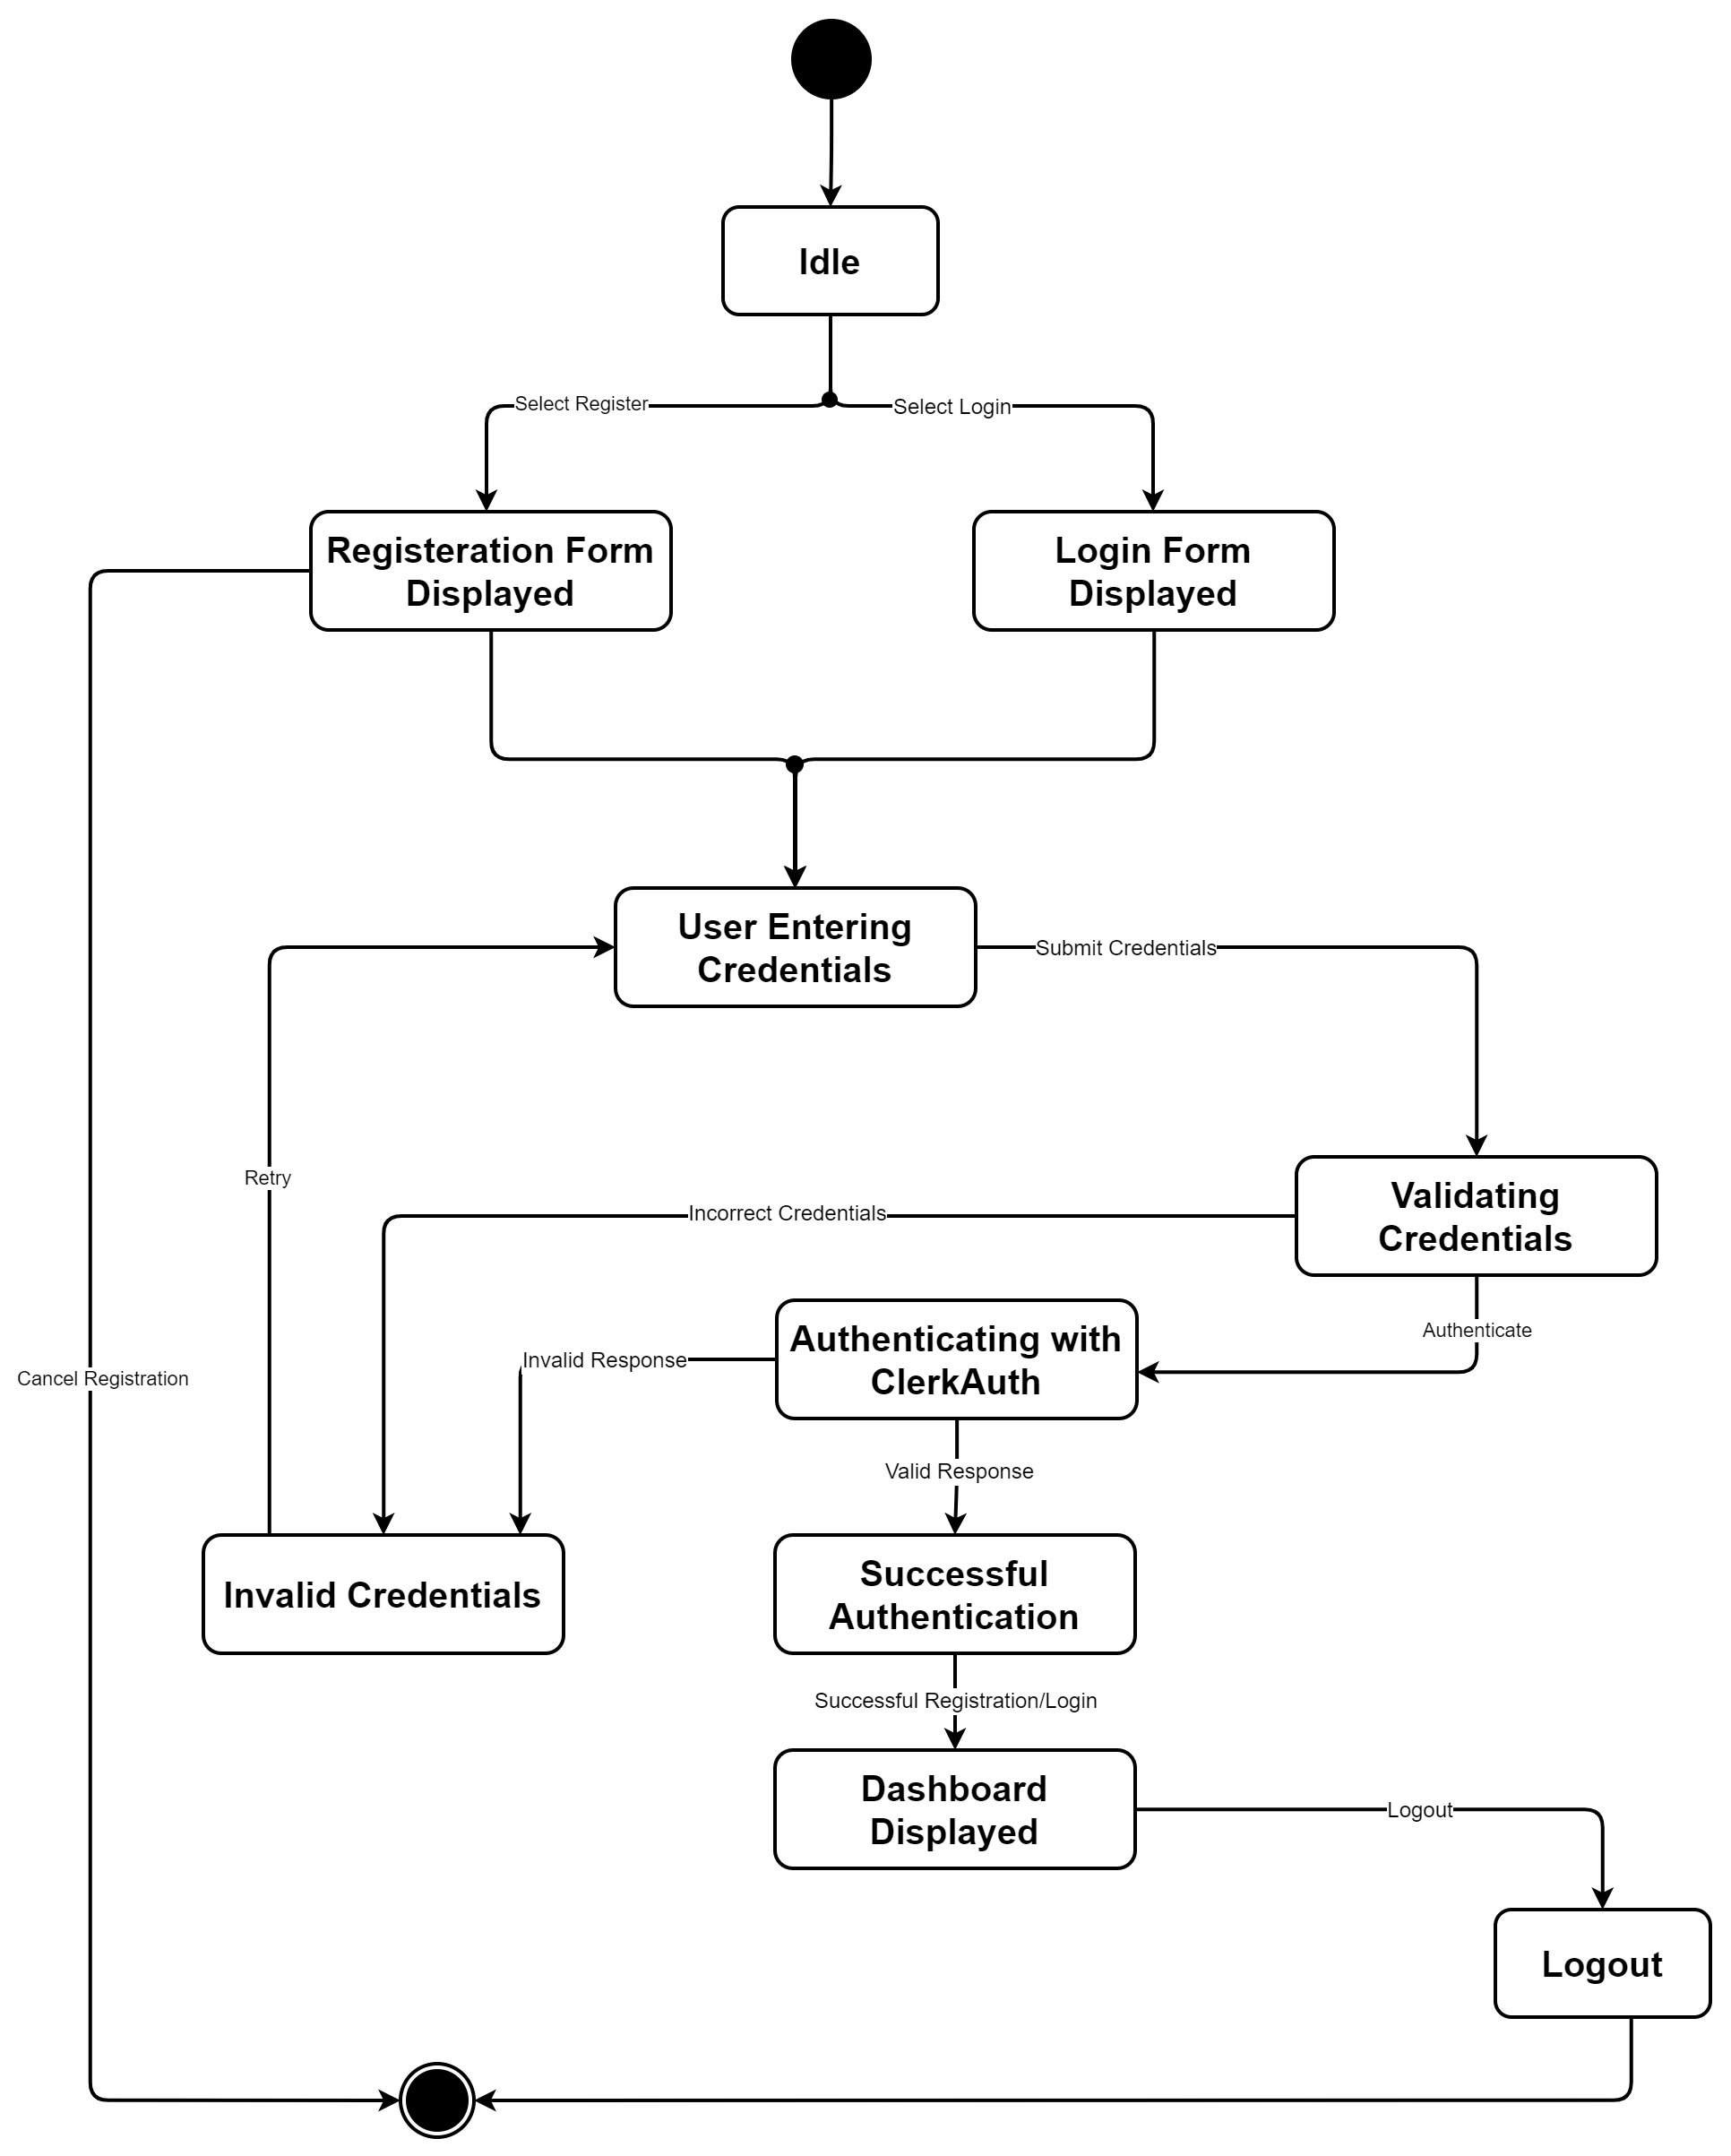 Idle
Select Register
Select Login
Registeration Form
Displayed
Login Form
Displayed
User Entering
Credentials
Submit Credentials
Retry
Validating
Credentials
Incorrect Credentials
Authenticate
Authenticating with
ClerkAuth
Invalid Response
Cancel Registration
Valid Response
Invalid Credentials
Successful
Authentication
Successful Registration/Login
Dashboard
Displayed
Logout
Logout